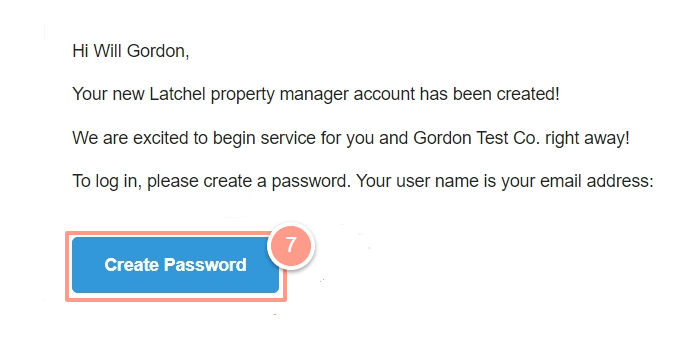 Hi Will Gordon,
Your new Latchel property manager account has been created!
We are excited to begin service for you and Gordon Test Co. right away!
To log in, please create a password. Your user name is your email address:
Create Password
7